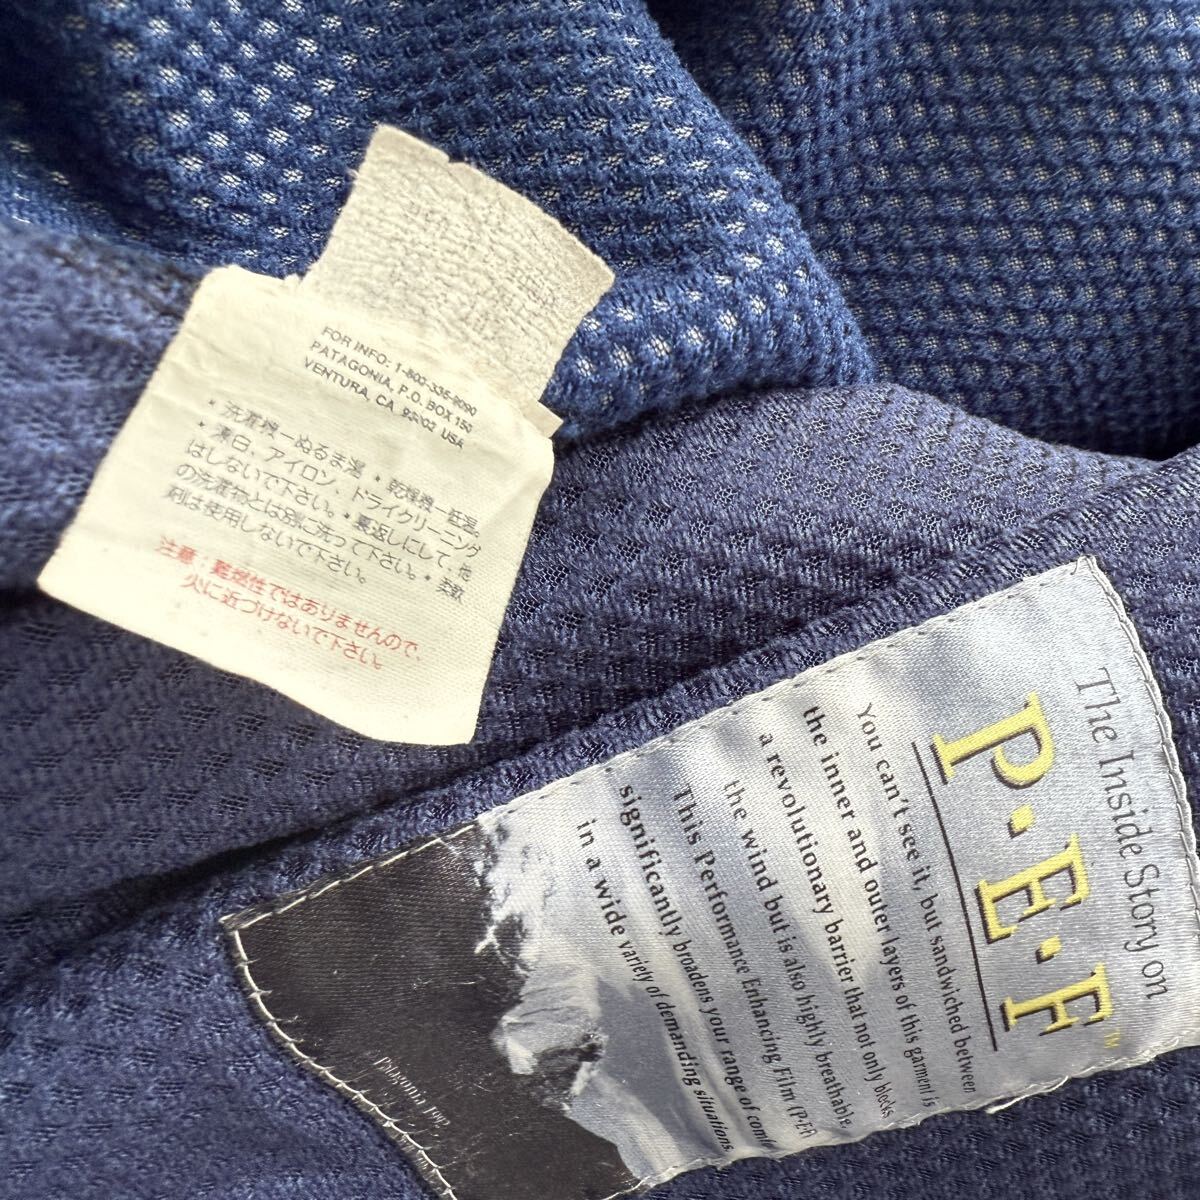 FOR INFO: 1-800-336-9090
PATAGONIA, P.O. BOX 150
VENTURA, CA 93002 USA
・洗濯機ーぬるま湯・乾燥機ー低温。
・漂白、アイロン、ドライクリーニング
はしないで下さい。・裏返しにして、他
の洗濯物とは別に洗って下さい。・柔軟
剤は使用しないで下さい。
注意・難燃性ではありませんので、
火に近づけないで下さい。
The Inside Story on
P•E•F™
You can't see it, but sandwiched between
the inner and outer layers of this garment is
a revolutionary barrier that not only blocks
the wind but is also highly breathable.
This Performance Enhancing Film (P•E•F)
significantly broadens your range of comfort
in a wide variety of demanding situations.
Patagonia 1992